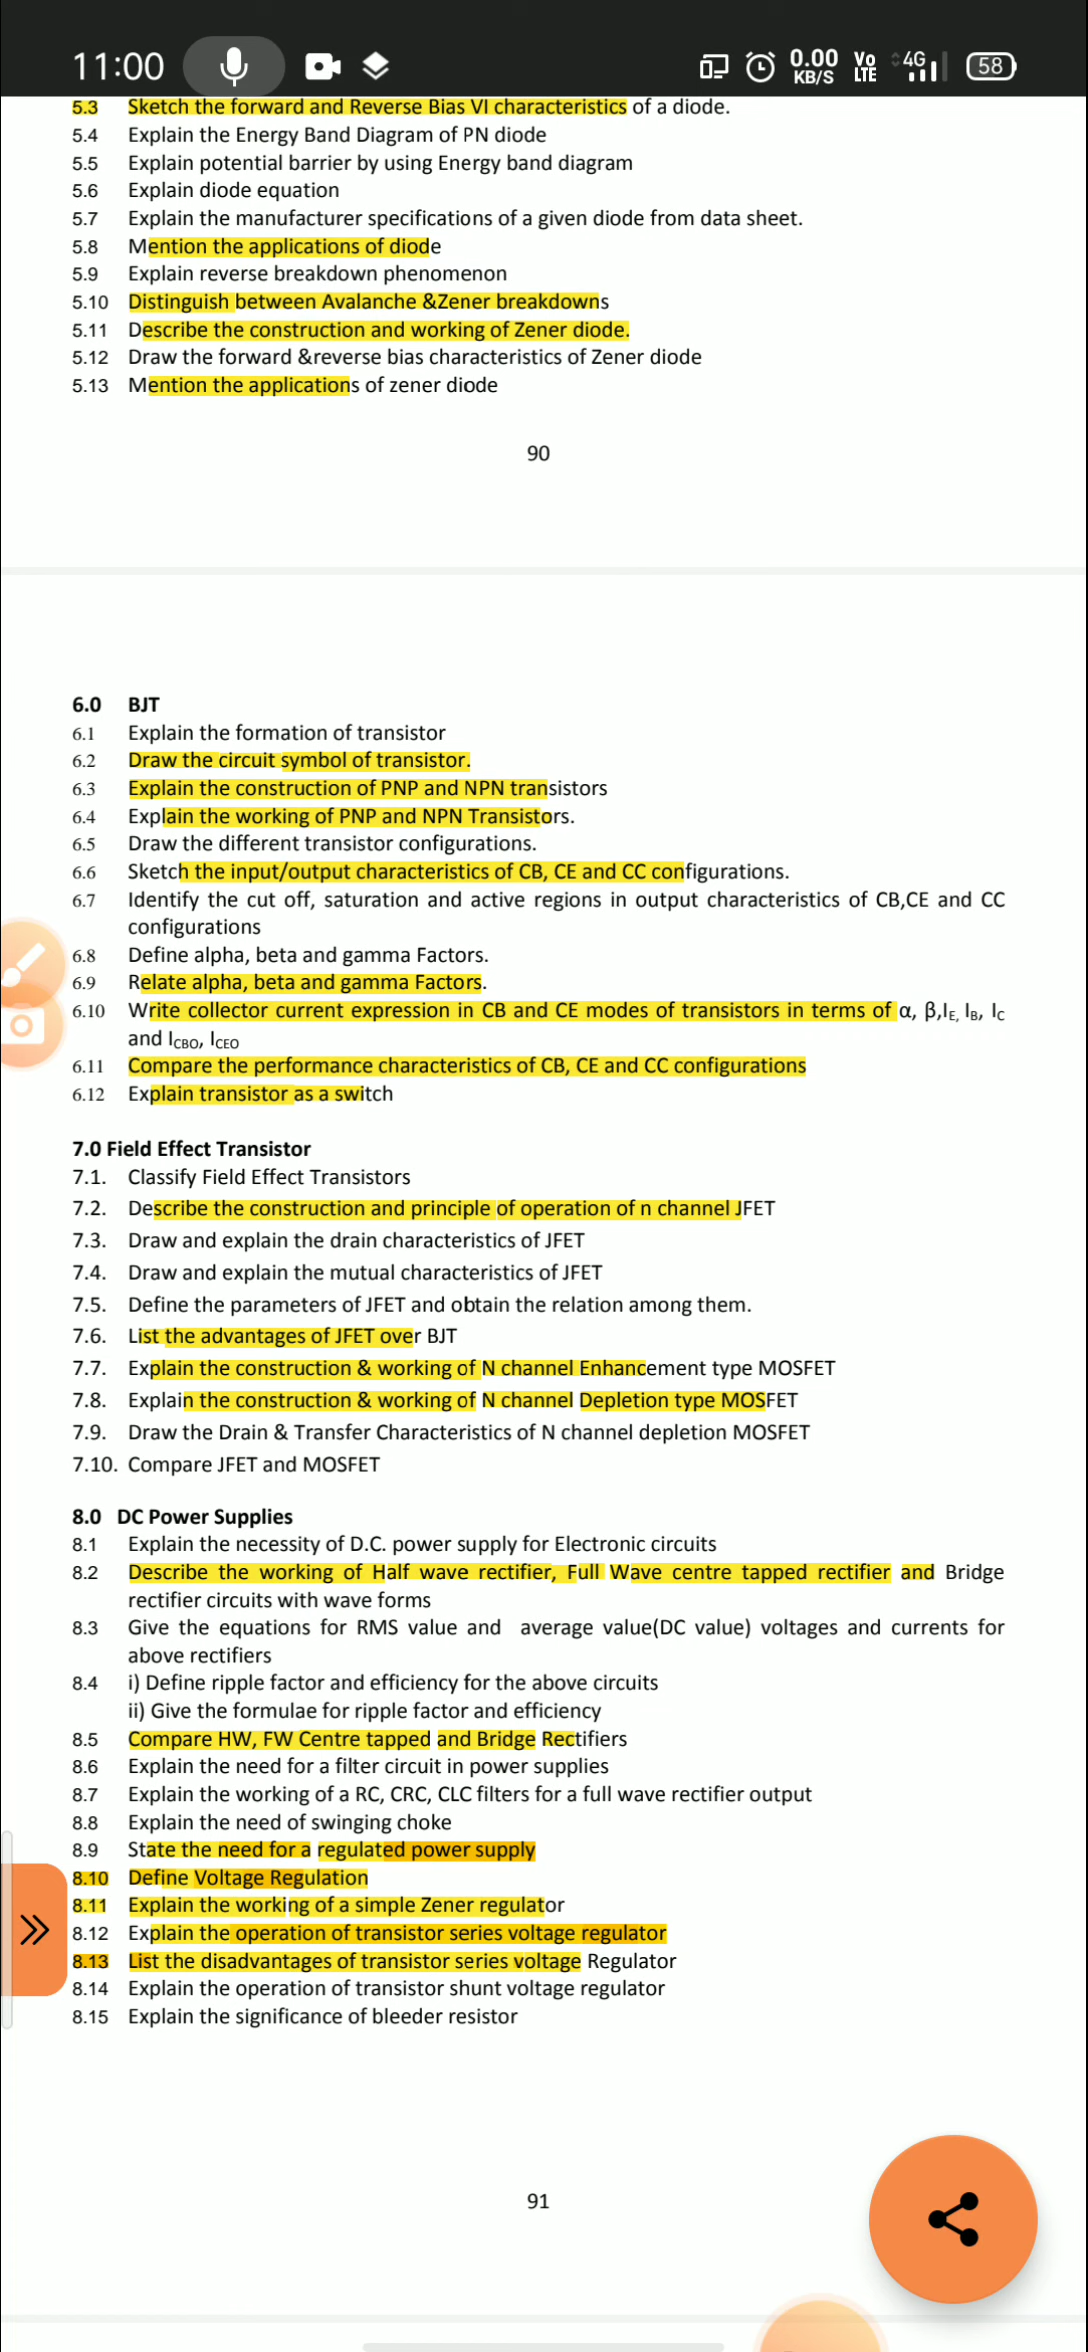 11:00
0.00 KB/S
Vo LTE
4G
58
5.3 Sketch the forward and Reverse Bias VI characteristics of a diode.
5.4 Explain the Energy Band Diagram of PN diode
5.5 Explain potential barrier by using Energy band diagram
5.6 Explain diode equation
5.7 Explain the manufacturer specifications of a given diode from data sheet.
5.8 Mention the applications of diode
5.9 Explain reverse breakdown phenomenon
5.10 Distinguish between Avalanche &Zener breakdowns
5.11 Describe the construction and working of Zener diode.
5.12 Draw the forward &reverse bias characteristics of Zener diode
5.13 Mention the applications of zener diode
90
6.0 BJT
6.1 Explain the formation of transistor
6.2 Draw the circuit symbol of transistor.
6.3 Explain the construction of PNP and NPN transistors
6.4 Explain the working of PNP and NPN Transistors.
6.5 Draw the different transistor configurations.
6.6 Sketch the input/output characteristics of CB, CE and CC configurations.
6.7 Identify the cut off, saturation and active regions in output characteristics of CB,CE and CC
configurations
6.8 Define alpha, beta and gamma Factors.
6.9 Relate alpha, beta and gamma Factors.
6.10 Write collector current expression in CB and CE modes of transistors in terms of α, β,IE, IB, IC
and ICBO, ICEO
6.11 Compare the performance characteristics of CB, CE and CC configurations
6.12 Explain transistor as a switch
7.0 Field Effect Transistor
7.1. Classify Field Effect Transistors
7.2. Describe the construction and principle of operation of n channel JFET
7.3. Draw and explain the drain characteristics of JFET
7.4. Draw and explain the mutual characteristics of JFET
7.5. Define the parameters of JFET and obtain the relation among them.
7.6. List the advantages of JFET over BJT
7.7. Explain the construction & working of N channel Enhancement type MOSFET
7.8. Explain the construction & working of N channel Depletion type MOSFET
7.9. Draw the Drain & Transfer Characteristics of N channel depletion MOSFET
7.10. Compare JFET and MOSFET
8.0 DC Power Supplies
8.1 Explain the necessity of D.C. power supply for Electronic circuits
8.2 Describe the working of Half wave rectifier, Full Wave centre tapped rectifier and Bridge
rectifier circuits with wave forms
8.3 Give the equations for RMS value and average value(DC value) voltages and currents for
above rectifiers
8.4 i) Define ripple factor and efficiency for the above circuits
ii) Give the formulae for ripple factor and efficiency
8.5 Compare HW, FW Centre tapped and Bridge Rectifiers
8.6 Explain the need for a filter circuit in power supplies
8.7 Explain the working of a RC, CRC, CLC filters for a full wave rectifier output
8.8 Explain the need of swinging choke
8.9 State the need for a regulated power supply
8.10 Define Voltage Regulation
8.11 Explain the working of a simple Zener regulator
8.12 Explain the operation of transistor series voltage regulator
8.13 List the disadvantages of transistor series voltage Regulator
8.14 Explain the operation of transistor shunt voltage regulator
8.15 Explain the significance of bleeder resistor
91